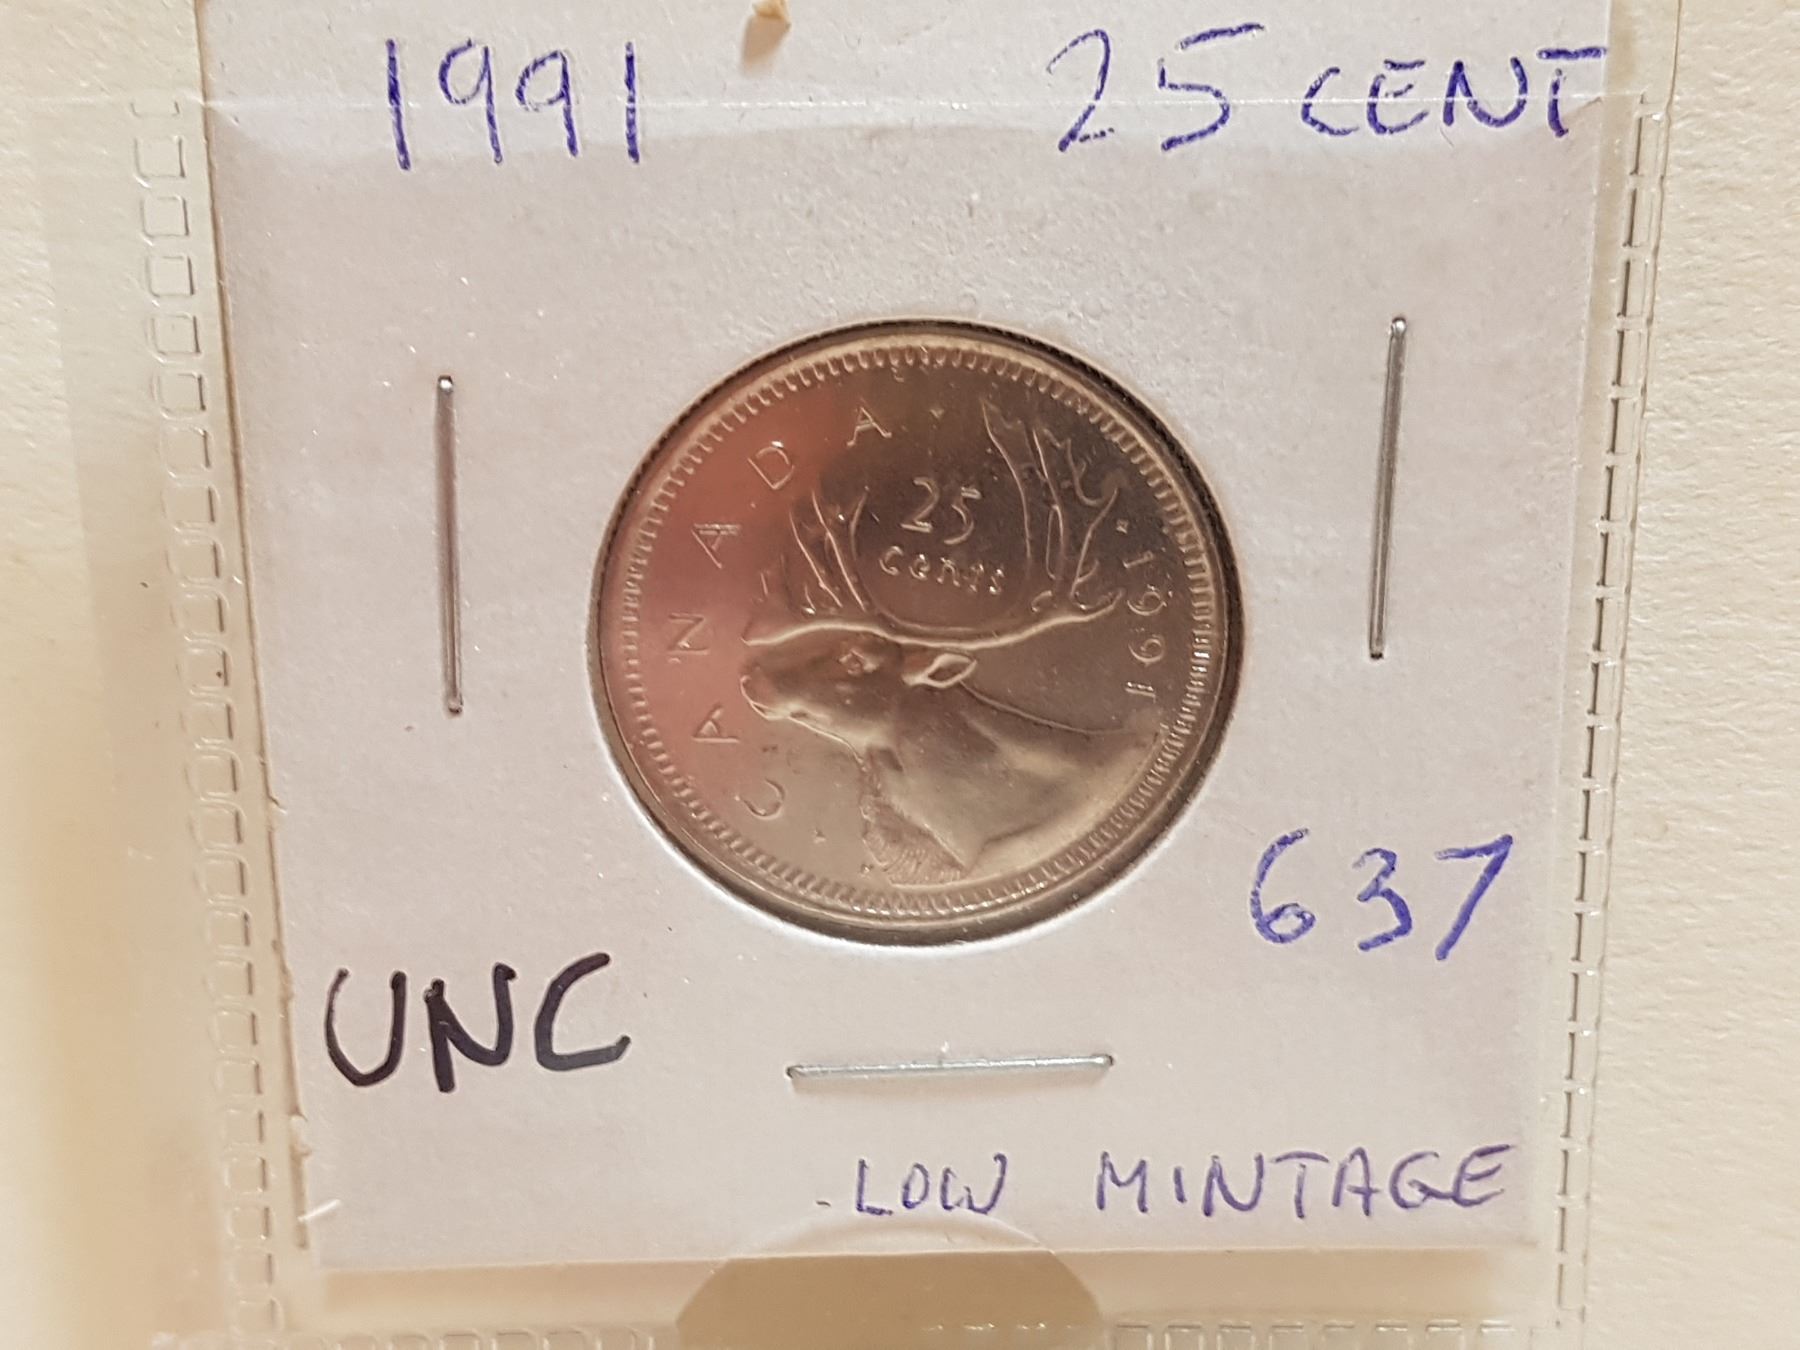 1991 25 CENT
CANADA · 1991
25
cents
637
UNC
LOW MINTAGE